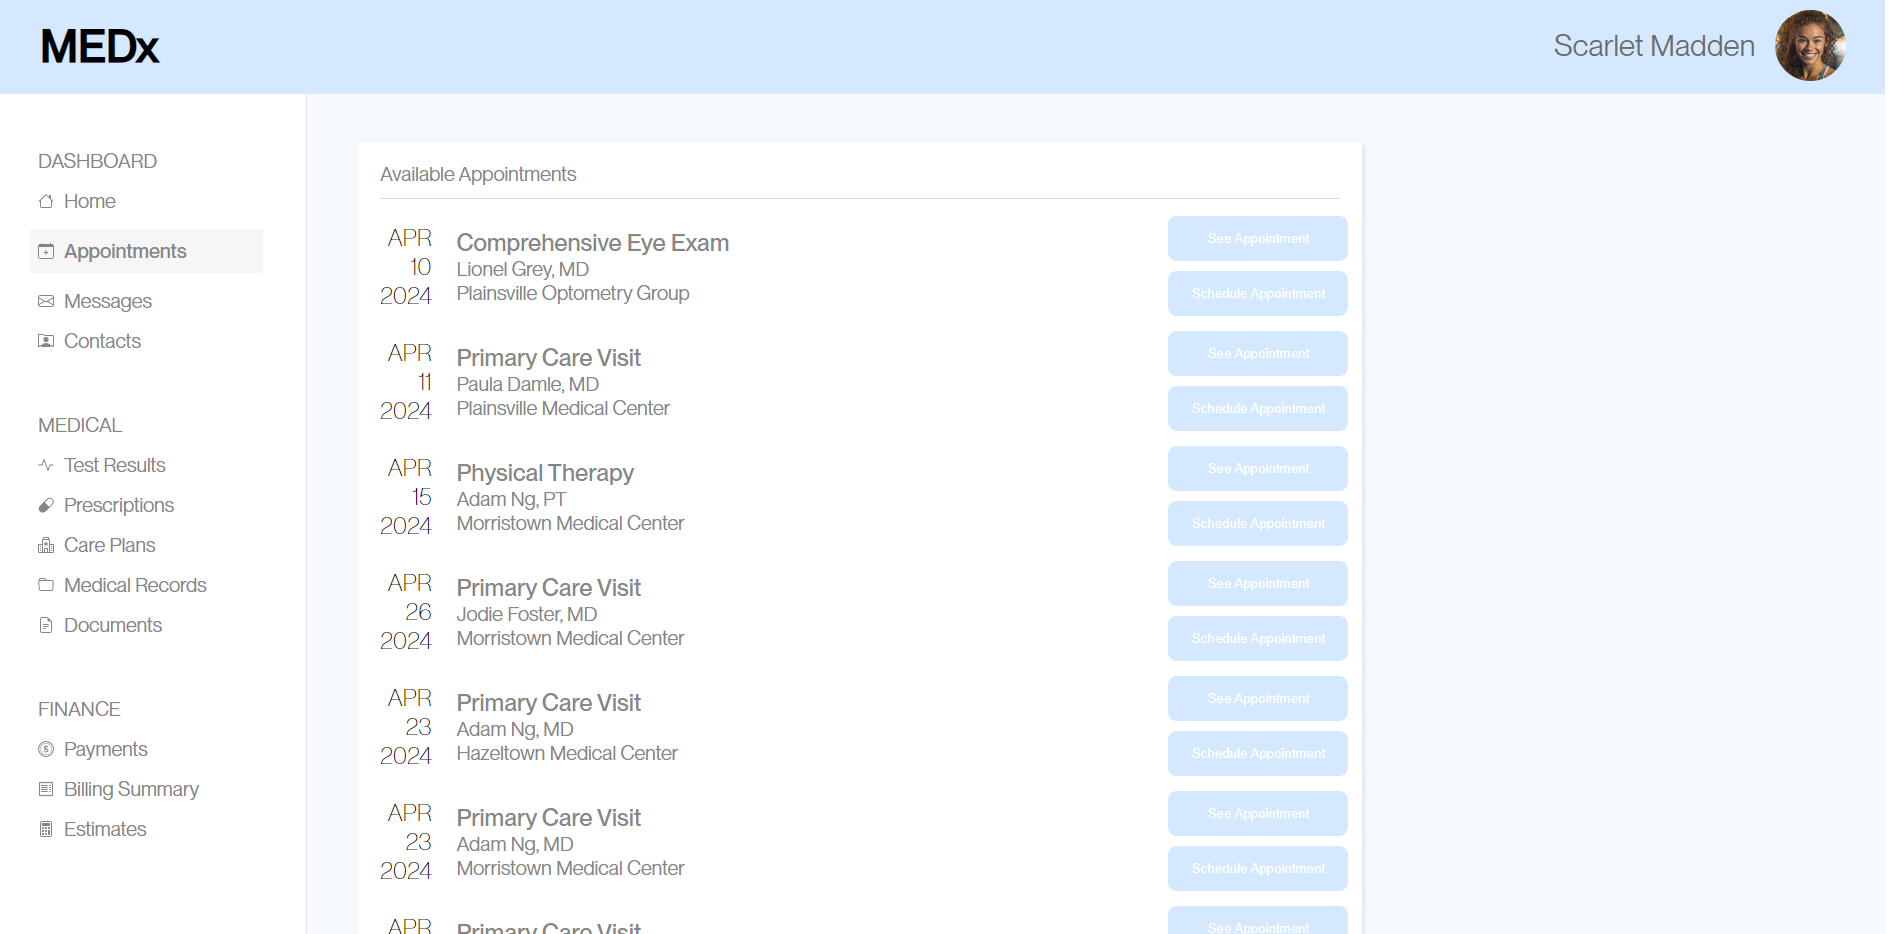 MEDx
Scarlet Madden
DASHBOARD
Home
Appointments
Messages
Contacts
MEDICAL
Test Results
Prescriptions
Care Plans
Medical Records
Documents
FINANCE
Payments
Billing Summary
Estimates
Available Appointments
APR
10
2024
Comprehensive Eye Exam
Lionel Grey, MD
Plainsville Optometry Group
See Appointment
Schedule Appointment
APR
11
2024
Primary Care Visit
Paula Damle, MD
Plainsville Medical Center
See Appointment
Schedule Appointment
APR
15
2024
Physical Therapy
Adam Ng, PT
Morristown Medical Center
See Appointment
Schedule Appointment
APR
26
2024
Primary Care Visit
Jodie Foster, MD
Morristown Medical Center
See Appointment
Schedule Appointment
APR
23
2024
Primary Care Visit
Adam Ng, MD
Hazeltown Medical Center
See Appointment
Schedule Appointment
APR
23
2024
Primary Care Visit
Adam Ng, MD
Morristown Medical Center
See Appointment
Schedule Appointment
APR
Primary Care Visit
See Appointment